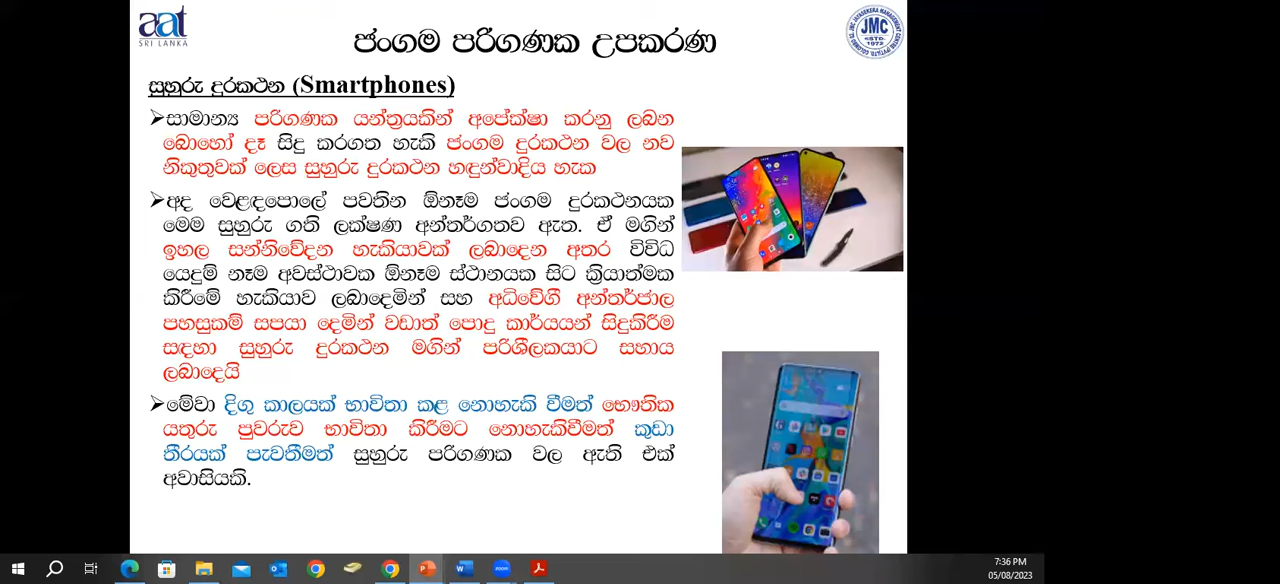 aat
SRI LANKA
ජංගම පරිගණක උපකරණ
JMC
STD.
1972
සුහුරු දුරකථන (Smartphones)
➢සාමාන්‍ය පරිගණක යන්ත්‍රයකින් අපේක්ෂා කරනු ලබන
බොහෝ දෑ සිදු කරගත හැකි ජංගම දුරකථන වල නව
නිකුතුවක් ලෙස සුහුරු දුරකථන හඳුන්වාදිය හැක
➢අද වෙළඳපොලේ පවතින ඕනෑම ජංගම දුරකථනයක
මෙම සුහුරු ගති ලක්ෂණ අන්තර්ගතව ඇත. ඒ මගින්
ඉහල සන්නිවේදන හැකියාවක් ලබාදෙන අතර විවිධ
යෙදුම් නෑම අවස්ථාවක ඕනෑම ස්ථානයක සිට ක්‍රියාත්මක
කිරීමේ හැකියාව ලබාදෙමින් සහ අධිවේගී අන්තර්ජාල
පහසුකම් සපයා දෙමින් වඩාත් පොදු කාර්යයන් සිදුකිරීම
සඳහා සුහුරු දුරකථන මගින් පරිශීලකයාට සහාය
ලබාදෙයි
➢මේවා දිගු කාලයක් භාවිතා කළ නොහැකි වීමත් භෞතික
යතුරු පුවරුව භාවිතා කිරීමට නොහැකිවීමත් කුඩා
තිරයක් පැවතීමත් සුහුරු පරිගණක වල ඇති එක්
අවාසියකි.
7:36 PM
05/08/2023